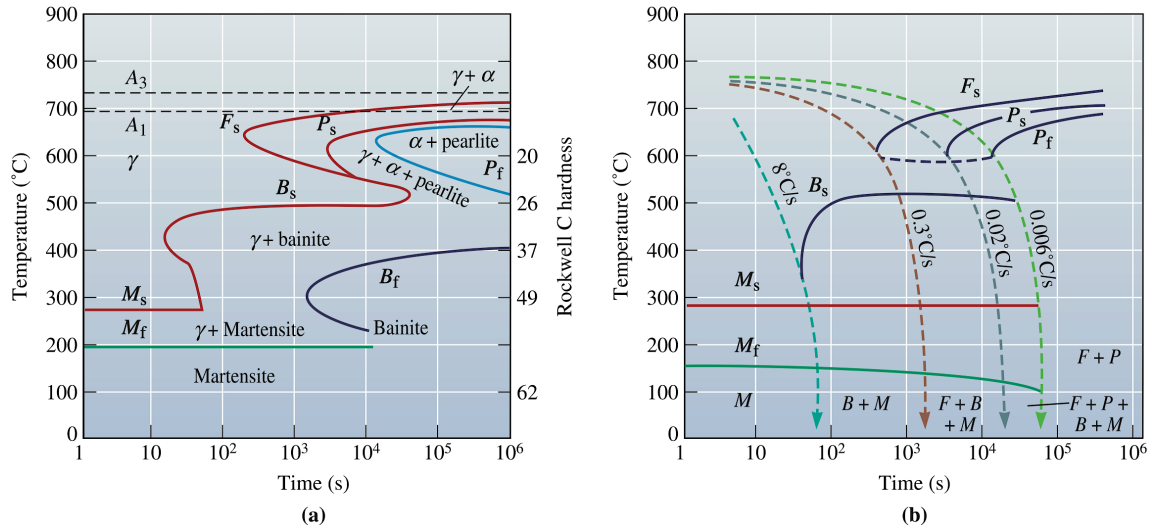 900
800
700
600
500
400
300
200
100
0
Temperature (°C)
A3
A1
γ
Fs
Ps
γ + α
α + pearlite
γ + α + pearlite
Pf
Bs
γ + bainite
Bf
Ms
Mf
γ + Martensite
Bainite
Martensite
20
26
37
49
62
Rockwell C hardness
1
10
10²
10³
10⁴
10⁵
10⁶
Time (s)
(a)
900
800
700
600
500
400
300
200
100
0
Temperature (°C)
Fs
Ps
Pf
8°C/s
Bs
0.3°C/s
0.02°C/s
0.006°C/s
Ms
Mf
M
F + P
B + M
F + B
+ M
F + P +
B + M
1
10
10²
10³
10⁴
10⁵
10⁶
Time (s)
(b)